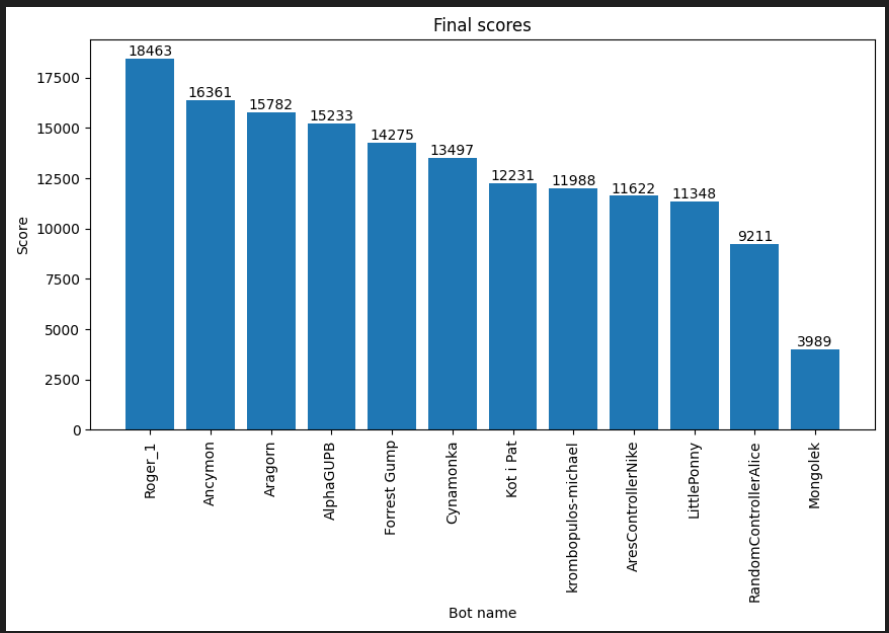 Final scores
18463
16361
15782
15233
14275
13497
12231
11988
11622
11348
9211
3989
17500
15000
12500
10000
7500
5000
2500
0
Score
Roger_1
Ancymon
Aragorn
AlphaGUPB
Forrest Gump
Cynamonka
Kot i Pat
krombopulos-michael
AresControllerNike
LittlePonny
RandomControllerAlice
Mongolek
Bot name